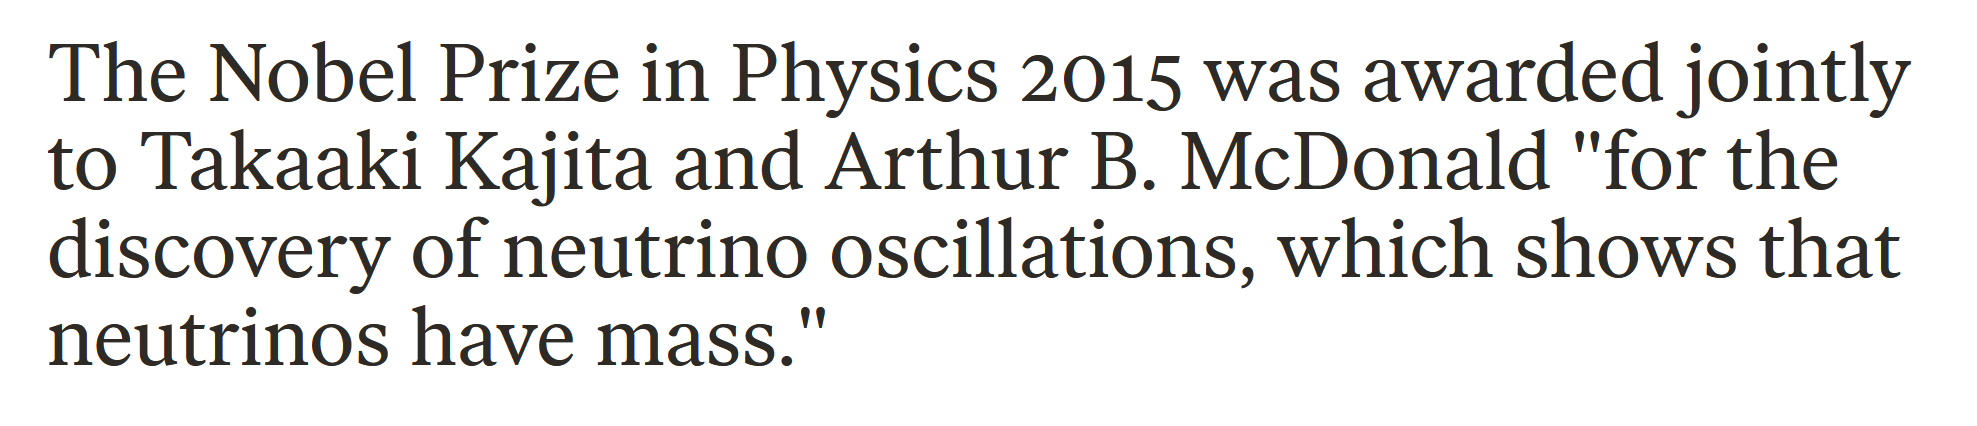 The Nobel Prize in Physics 2015 was awarded jointly
to Takaaki Kajita and Arthur B. McDonald "for the
discovery of neutrino oscillations, which shows that
neutrinos have mass."